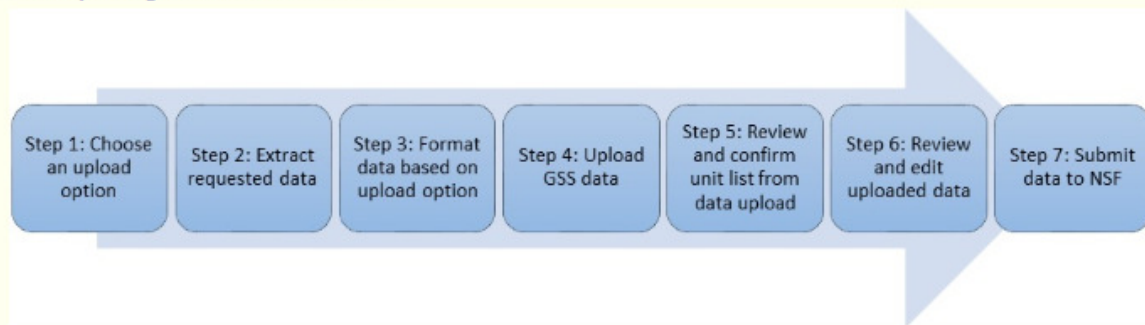 Step 1: Choose
an upload
option
Step 2: Extract
requested data
Step 3: Format
data based on
upload option
Step 4: Upload
GSS data
Step 5: Review
and confirm
unit list from
data upload
Step 6: Review
and edit
uploaded data
Step 7: Submit
data to NSF